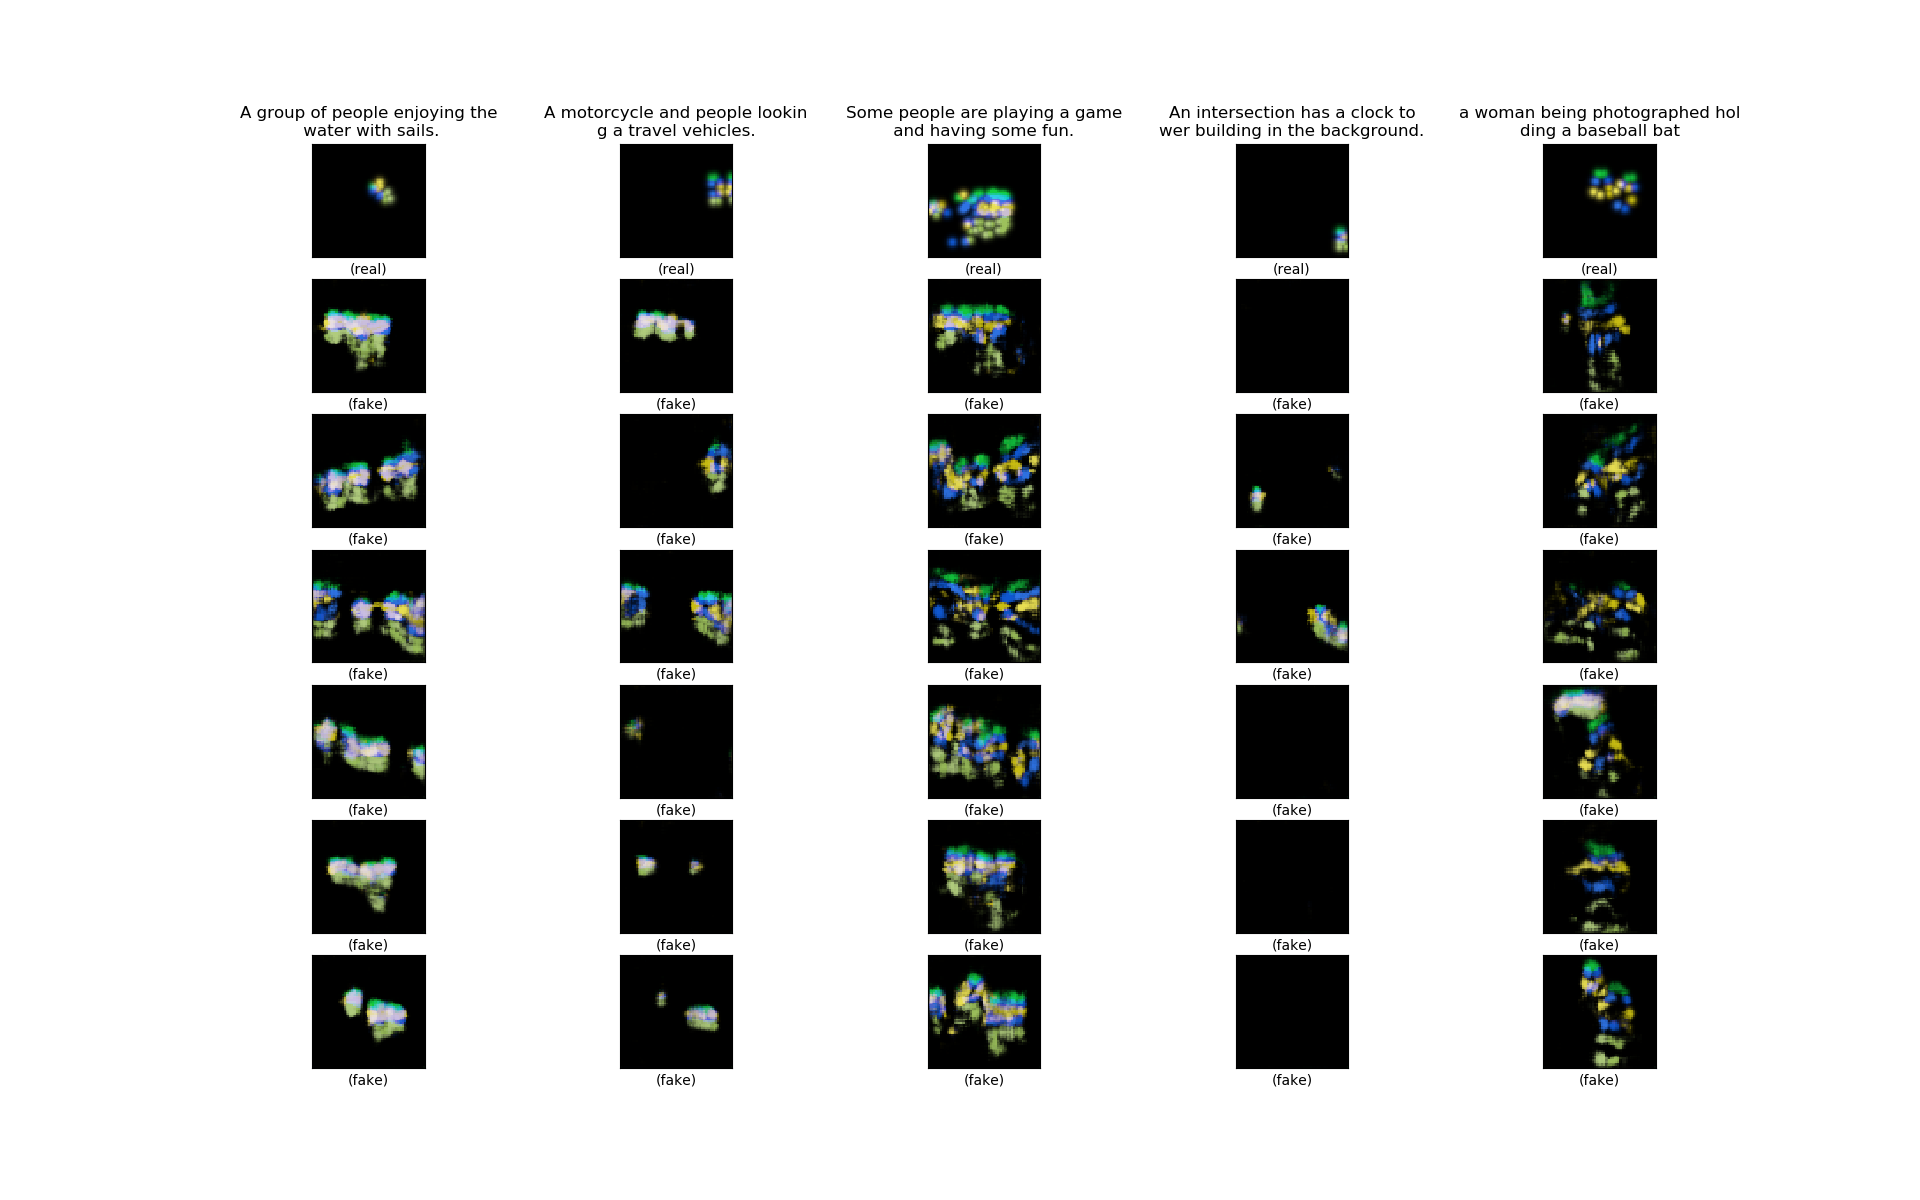 A group of people enjoying the
water with sails.
A motorcycle and people lookin
g a travel vehicles.
Some people are playing a game
and having some fun.
An intersection has a clock to
wer building in the background.
a woman being photographed hol
ding a baseball bat
(real) (real) (real) (real) (real)
(fake) (fake) (fake) (fake) (fake)
(fake) (fake) (fake) (fake) (fake)
(fake) (fake) (fake) (fake) (fake)
(fake) (fake) (fake) (fake) (fake)
(fake) (fake) (fake) (fake) (fake)
(fake) (fake) (fake) (fake) (fake)